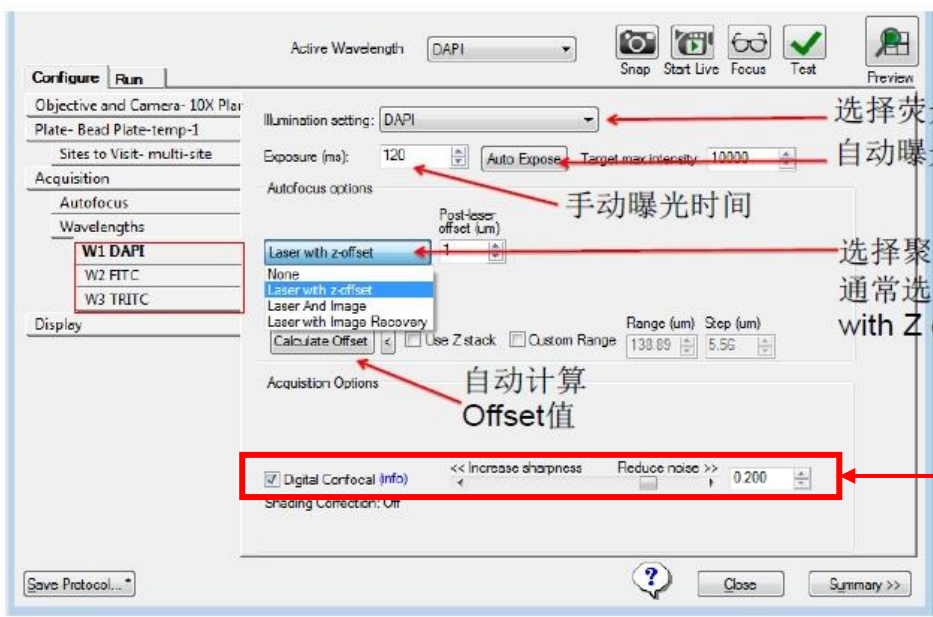 Active Wavelength DAPI
Snap Start Live Focus Test Preview
Configure Run
Objective and Camera- 10X Plar
Plate- Bead Plate-temp-1
Sites to Visit- multi-site
Acquisition
Autofocus
Wavelengths
W1 DAPI
W2 FITC
W3 TRITC
Display
Illumination setting: DAPI
选择荧
Exposure (ms): 120 Auto Expose Target max intensity 10000
自动曝
手动曝光时间
Autofocus options
Post-laser
offset (um)
Laser with z-offset 1
None
Laser with z-offset
Laser And Image
Laser with Image Recovery
选择聚
通常选
with Z
Calculate Offset < Use Z stack Custom Range
Range (um) Step (um)
138.89 5.56
自动计算
Offset值
Acquisition Options
Digital Confocal (info) << Increase sharpness Reduce noise >> 0.200
Shading Correction: Off
Save Protocol...* ? Close Summary >>